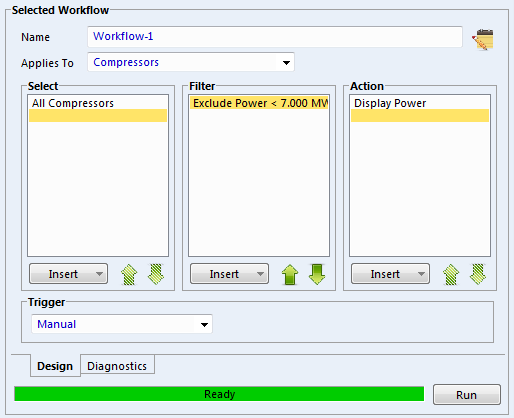 Selected Workflow
Name Workflow-1
Applies To Compressors
Select Filter Action
All Compressors Exclude Power < 7.000 MW Display Power
Insert Insert Insert
Trigger
Manual
Design Diagnostics
Ready Run